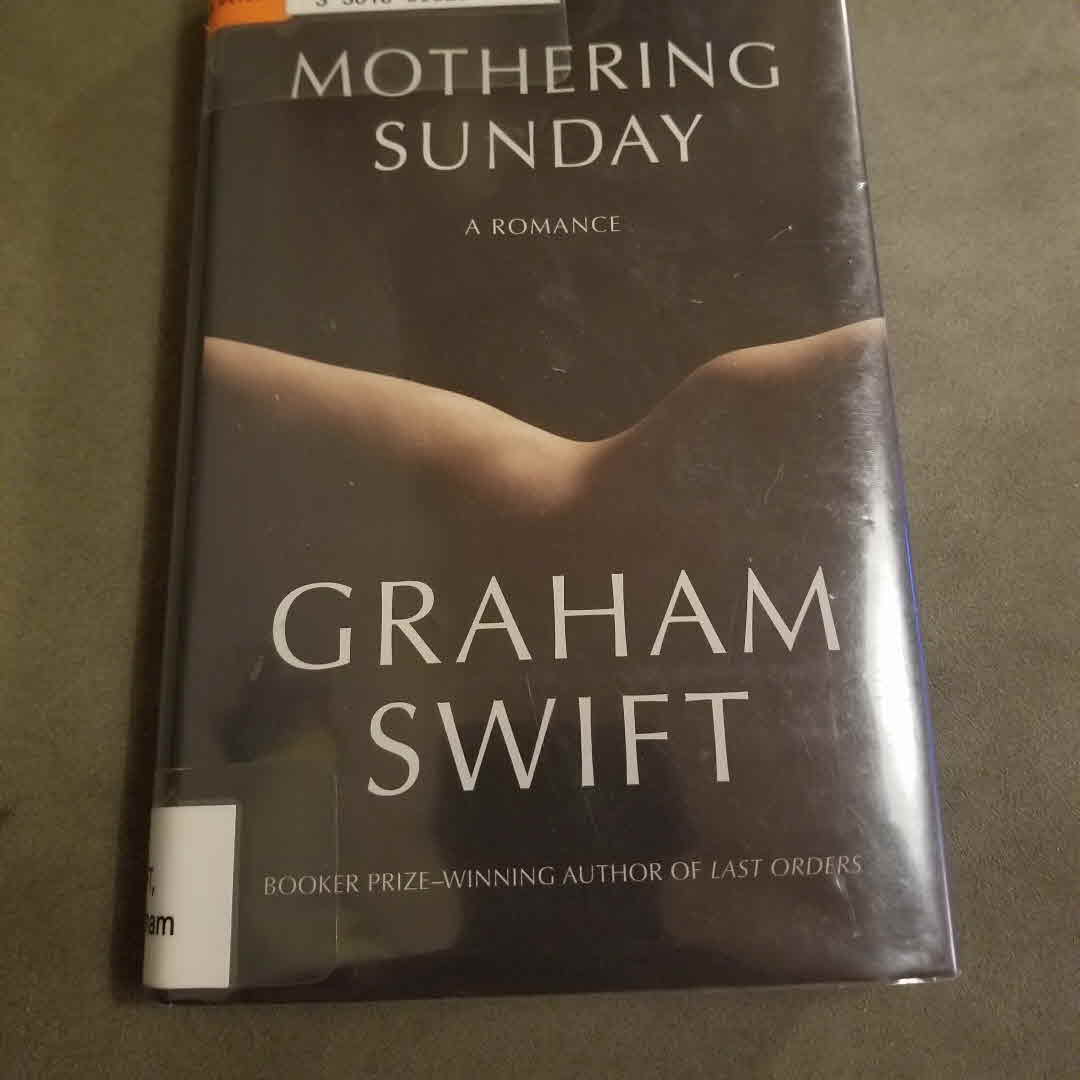 MOTHERING
SUNDAY
A ROMANCE
GRAHAM
SWIFT
BOOKER PRIZE–WINNING AUTHOR OF LAST ORDERS